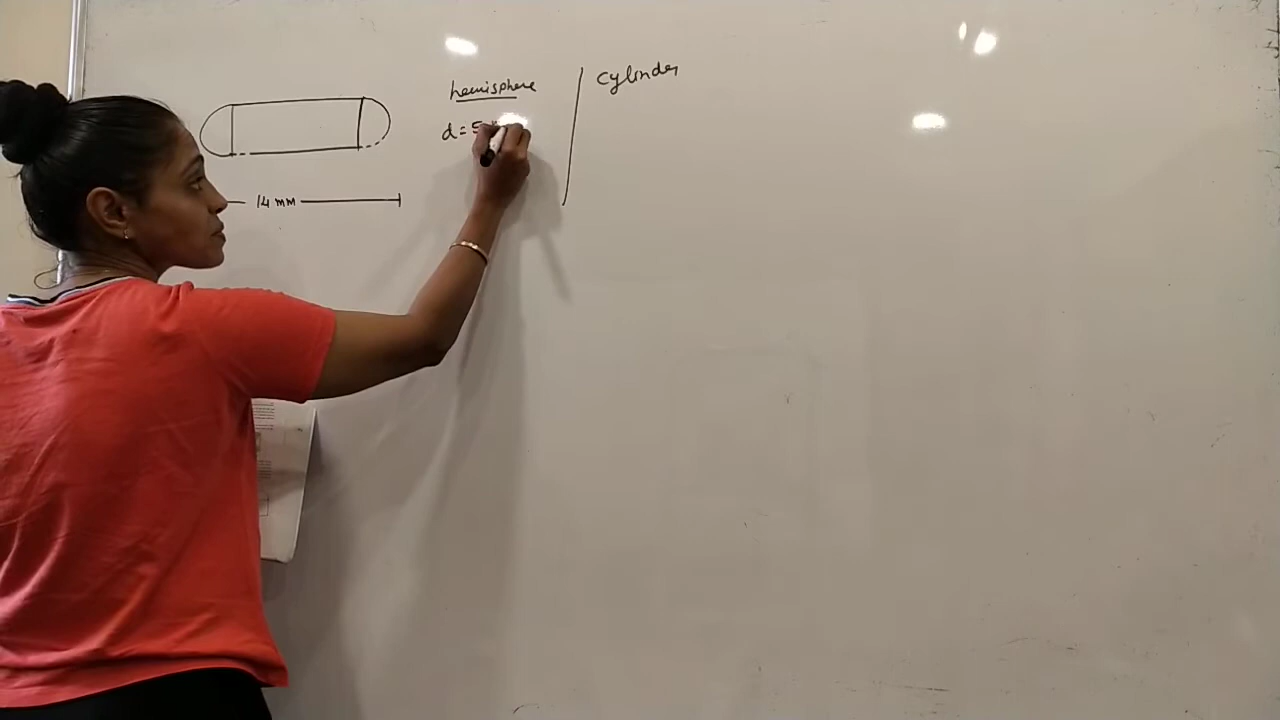 hemisphere
d = 5
cylinder
14 mm